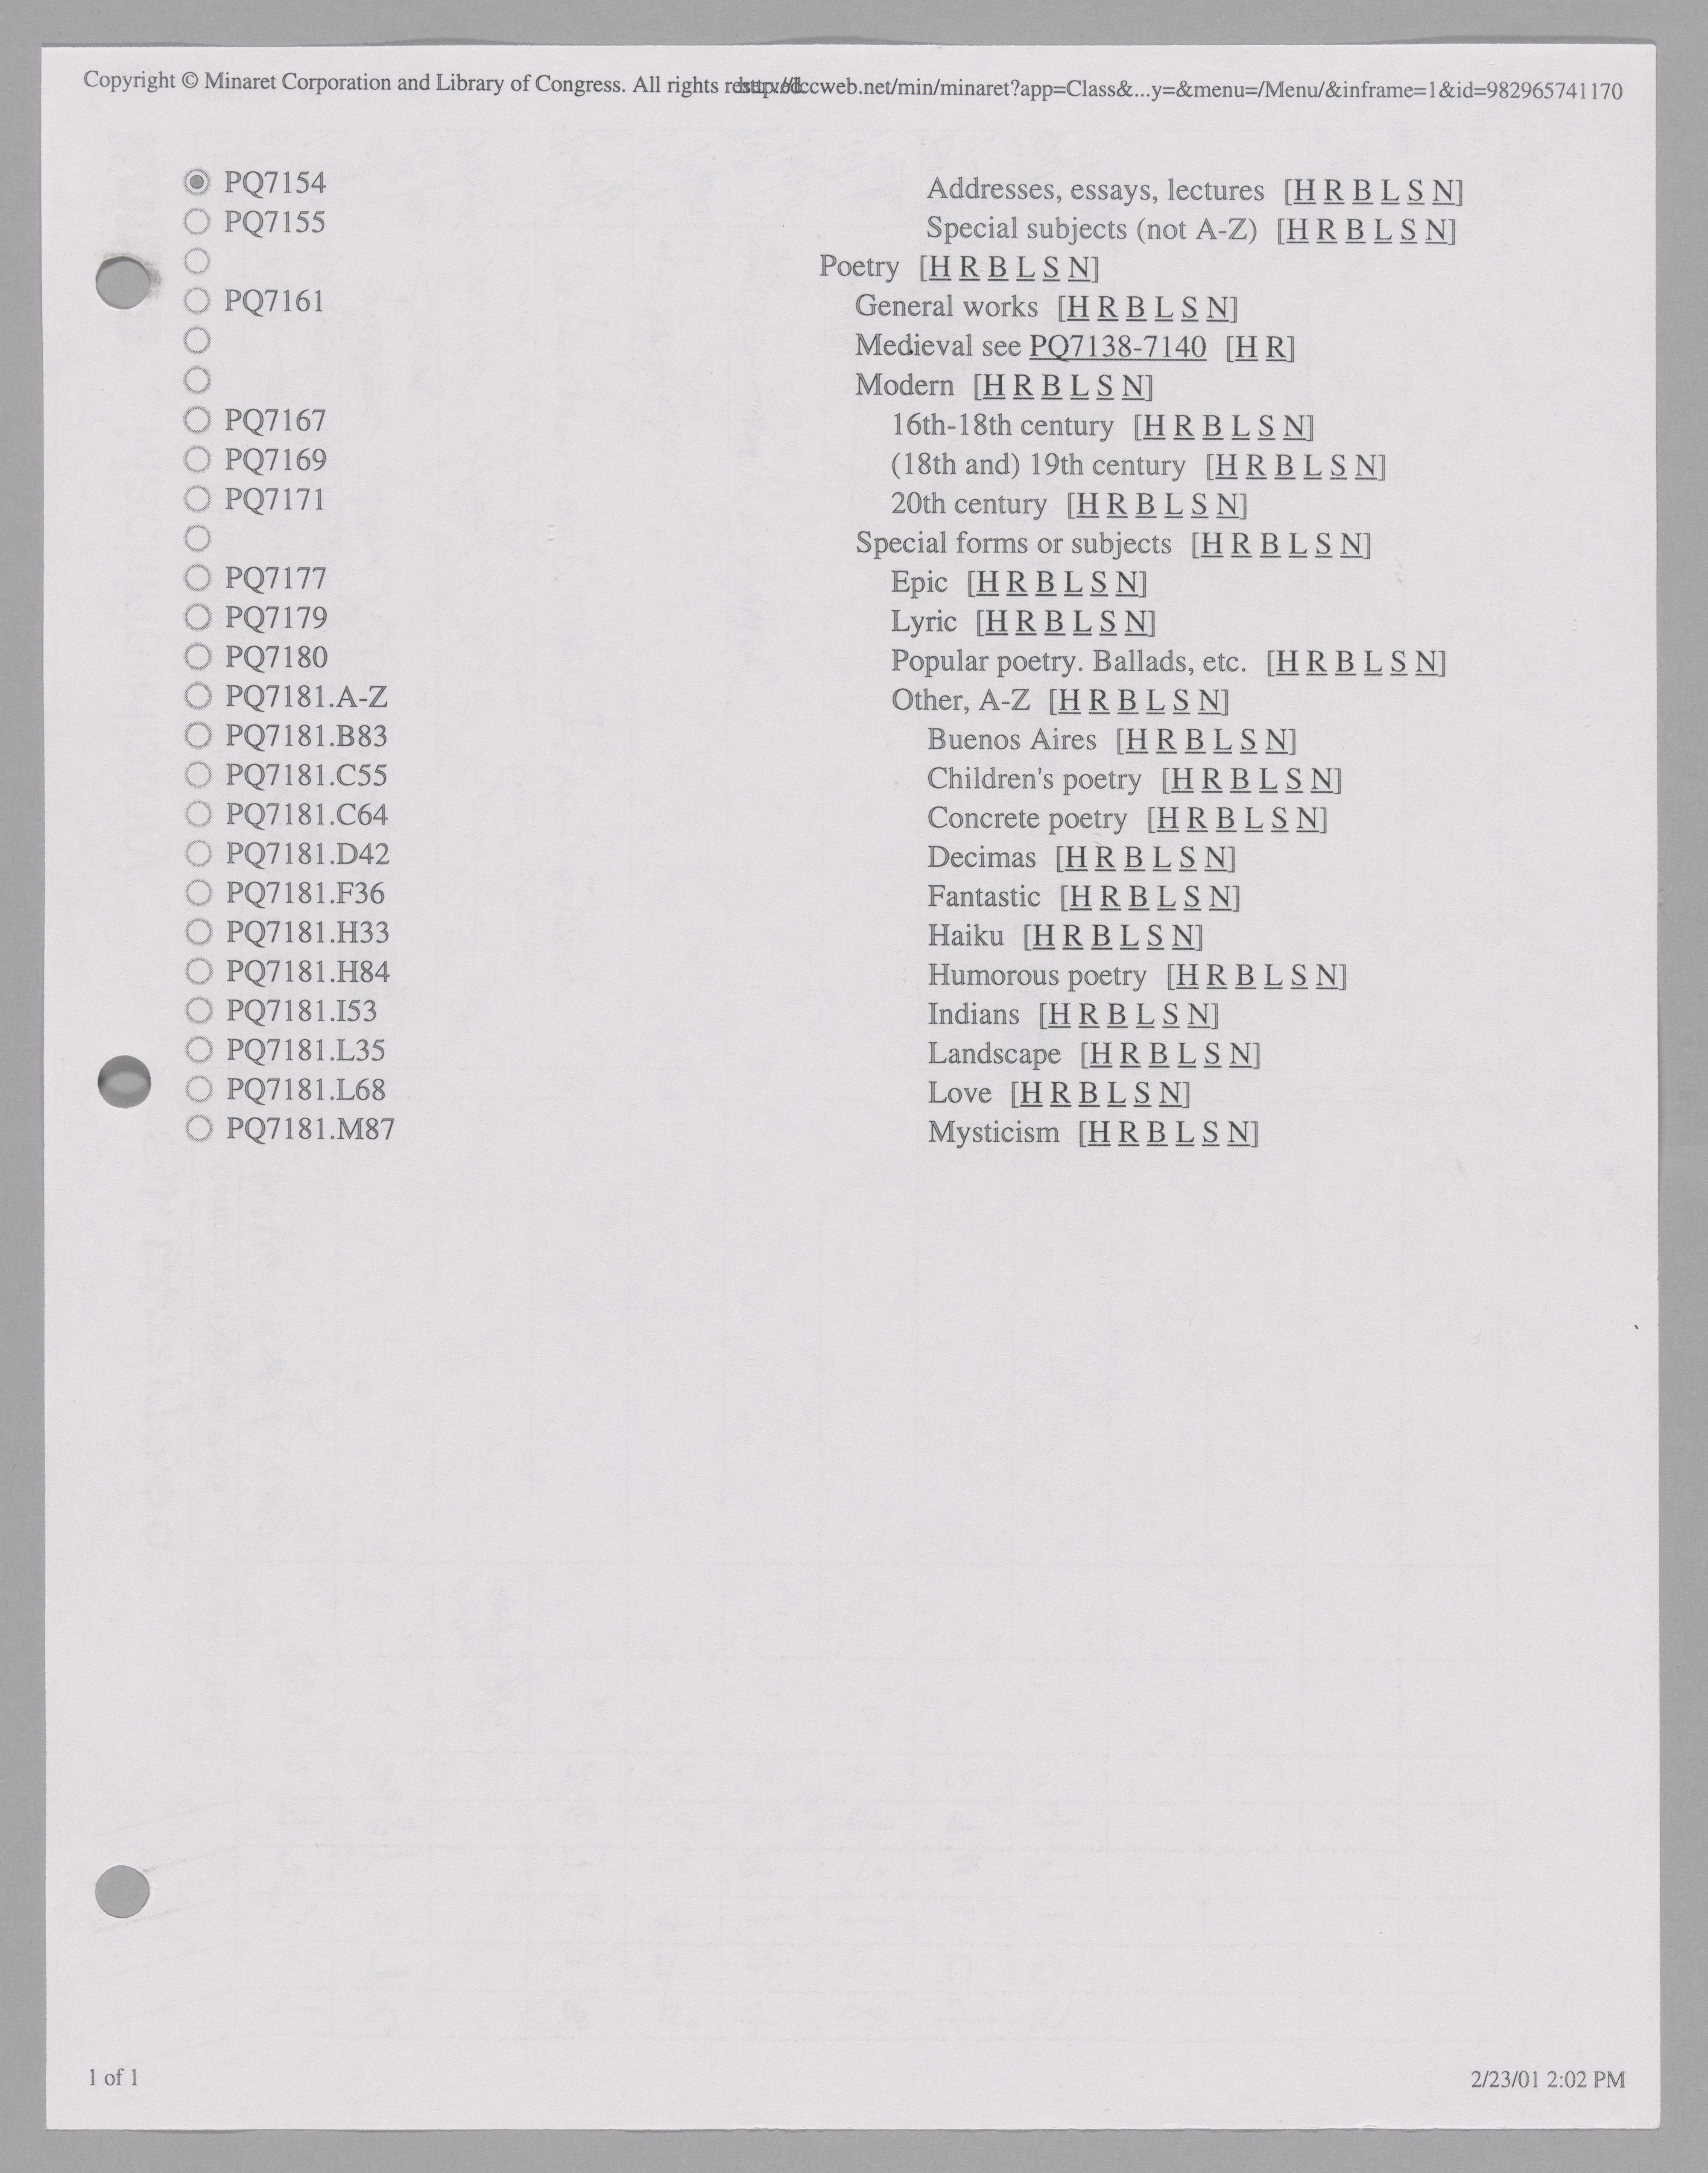 Copyright © Minaret Corporation and Library of Congress. All rights reserved. http://lccweb.net/min/minaret?app=Class&...y=&menu=/Menu/&inframe=1&id=982965741170
PQ7154 Addresses, essays, lectures [H R B L S N]
PQ7155 Special subjects (not A-Z) [H R B L S N]
Poetry [H R B L S N]
PQ7161 General works [H R B L S N]
Medieval see PQ7138-7140 [H R]
Modern [H R B L S N]
PQ7167 16th-18th century [H R B L S N]
PQ7169 (18th and) 19th century [H R B L S N]
PQ7171 20th century [H R B L S N]
Special forms or subjects [H R B L S N]
PQ7177 Epic [H R B L S N]
PQ7179 Lyric [H R B L S N]
PQ7180 Popular poetry. Ballads, etc. [H R B L S N]
PQ7181.A-Z Other, A-Z [H R B L S N]
PQ7181.B83 Buenos Aires [H R B L S N]
PQ7181.C55 Children's poetry [H R B L S N]
PQ7181.C64 Concrete poetry [H R B L S N]
PQ7181.D42 Decimas [H R B L S N]
PQ7181.F36 Fantastic [H R B L S N]
PQ7181.H33 Haiku [H R B L S N]
PQ7181.H84 Humorous poetry [H R B L S N]
PQ7181.I53 Indians [H R B L S N]
PQ7181.L35 Landscape [H R B L S N]
PQ7181.L68 Love [H R B L S N]
PQ7181.M87 Mysticism [H R B L S N]
1 of 1 2/23/01 2:02 PM